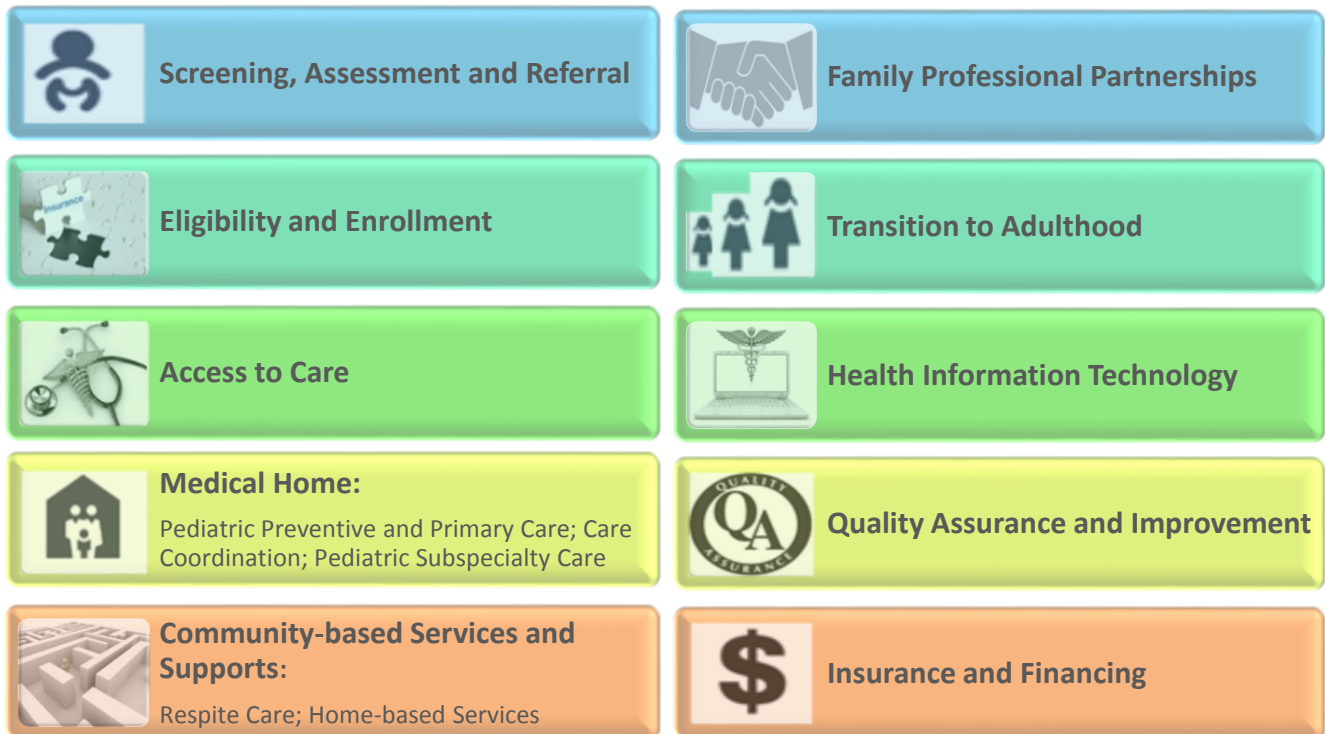 Screening, Assessment and Referral
Family Professional Partnerships
Insurance
Eligibility and Enrollment
Transition to Adulthood
Access to Care
Health Information Technology
Medical Home:
Pediatric Preventive and Primary Care; Care
Coordination; Pediatric Subspecialty Care
QUALITY
QA
ASSURANCE
Quality Assurance and Improvement
Community-based Services and
Supports:
Respite Care; Home-based Services
$
Insurance and Financing